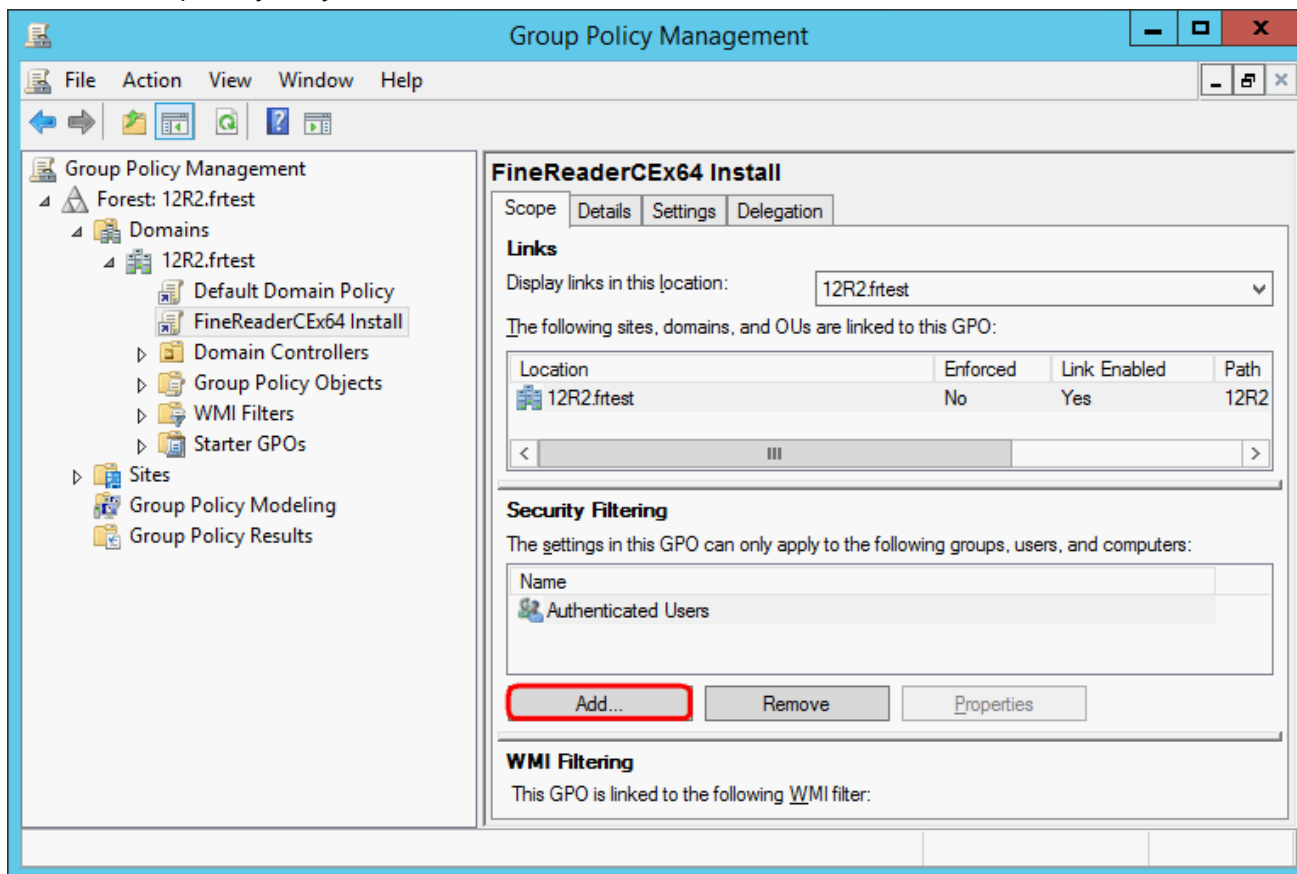 Group Policy Management
File Action View Window Help
Group Policy Management
Forest: 12R2.frtest
Domains
12R2.frtest
Default Domain Policy
FineReaderCEx64 Install
Domain Controllers
Group Policy Objects
WMI Filters
Starter GPOs
Sites
Group Policy Modeling
Group Policy Results
FineReaderCEx64 Install
Scope Details Settings Delegation
Links
Display links in this location: 12R2.frtest
The following sites, domains, and OUs are linked to this GPO:
Location Enforced Link Enabled Path
12R2.frtest No Yes 12R2
Security Filtering
The settings in this GPO can only apply to the following groups, users, and computers:
Name
Authenticated Users
Add... Remove Properties
WMI Filtering
This GPO is linked to the following WMI filter: